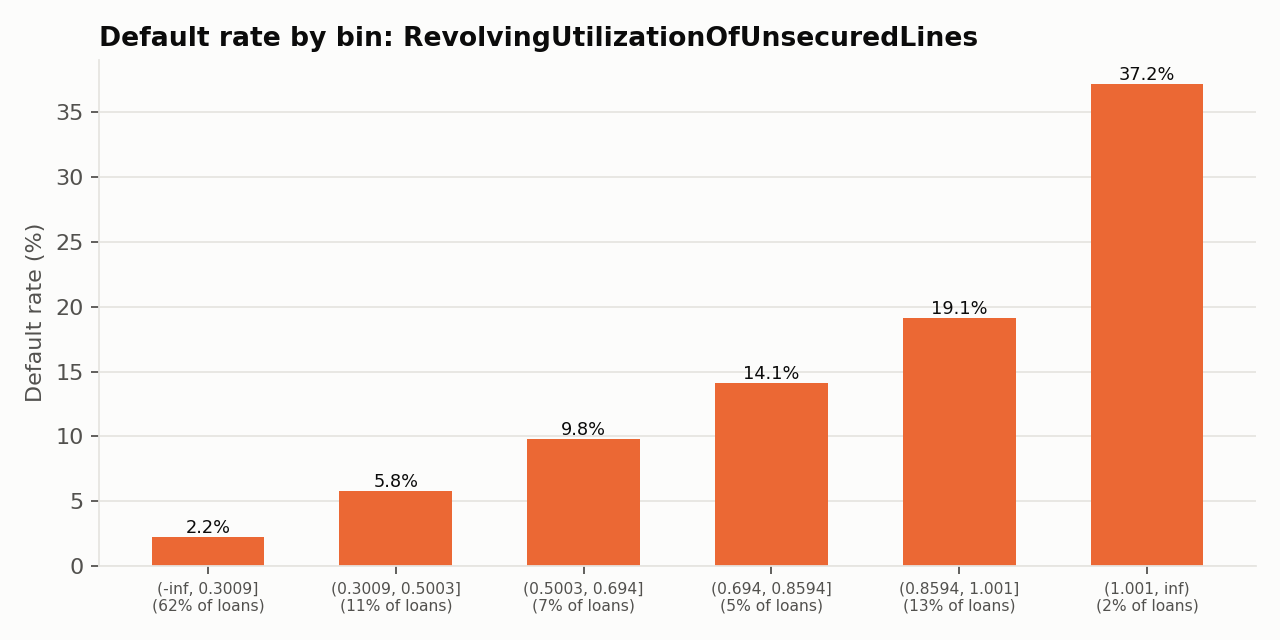 Default rate by bin: RevolvingUtilizationOfUnsecuredLines
Default rate (%)
35
30
25
20
15
10
5
0
2.2%
5.8%
9.8%
14.1%
19.1%
37.2%
(-inf, 0.3009]
(62% of loans)
(0.3009, 0.5003]
(11% of loans)
(0.5003, 0.694]
(7% of loans)
(0.694, 0.8594]
(5% of loans)
(0.8594, 1.001]
(13% of loans)
(1.001, inf)
(2% of loans)